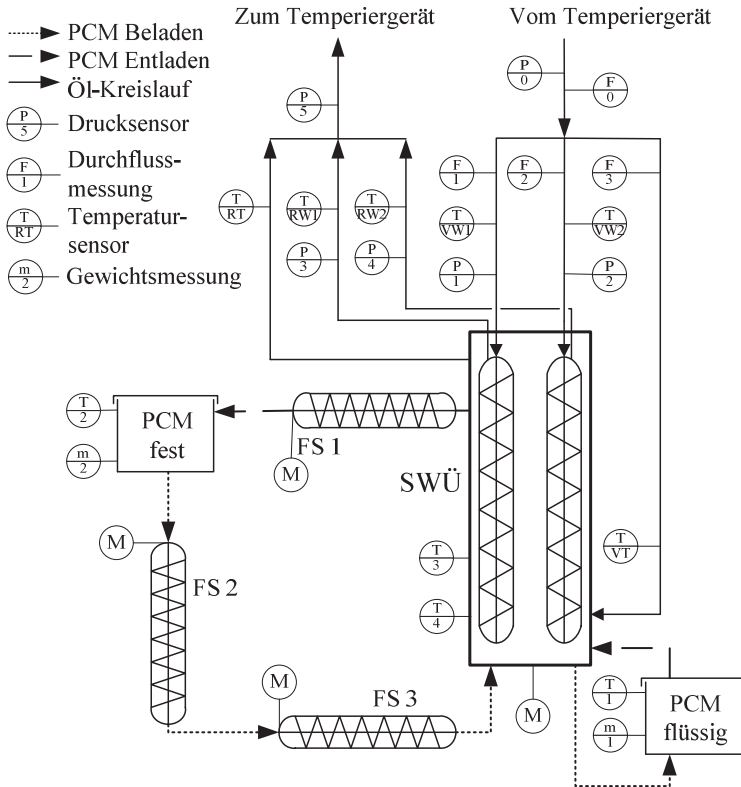 Zum Temperiergerät
Vom Temperiergerät
PCM Beladen
PCM Entladen
Öl-Kreislauf
P
5
Drucksensor
F
1
Durchfluss-
messung
T
RT
Temperatur-
sensor
m
2
Gewichtsmessung
P
5
P
0
F
0
T
RT
T
RW1
T
RW2
P
3
P
4
F
1
F
2
F
3
T
VW1
T
VW2
P
1
P
2
T
2
m
2
PCM
fest
FS 1
M
SWÜ
T
3
T
4
T
VT
M
FS 2
M
FS 3
M
T
1
m
1
PCM
flüssig